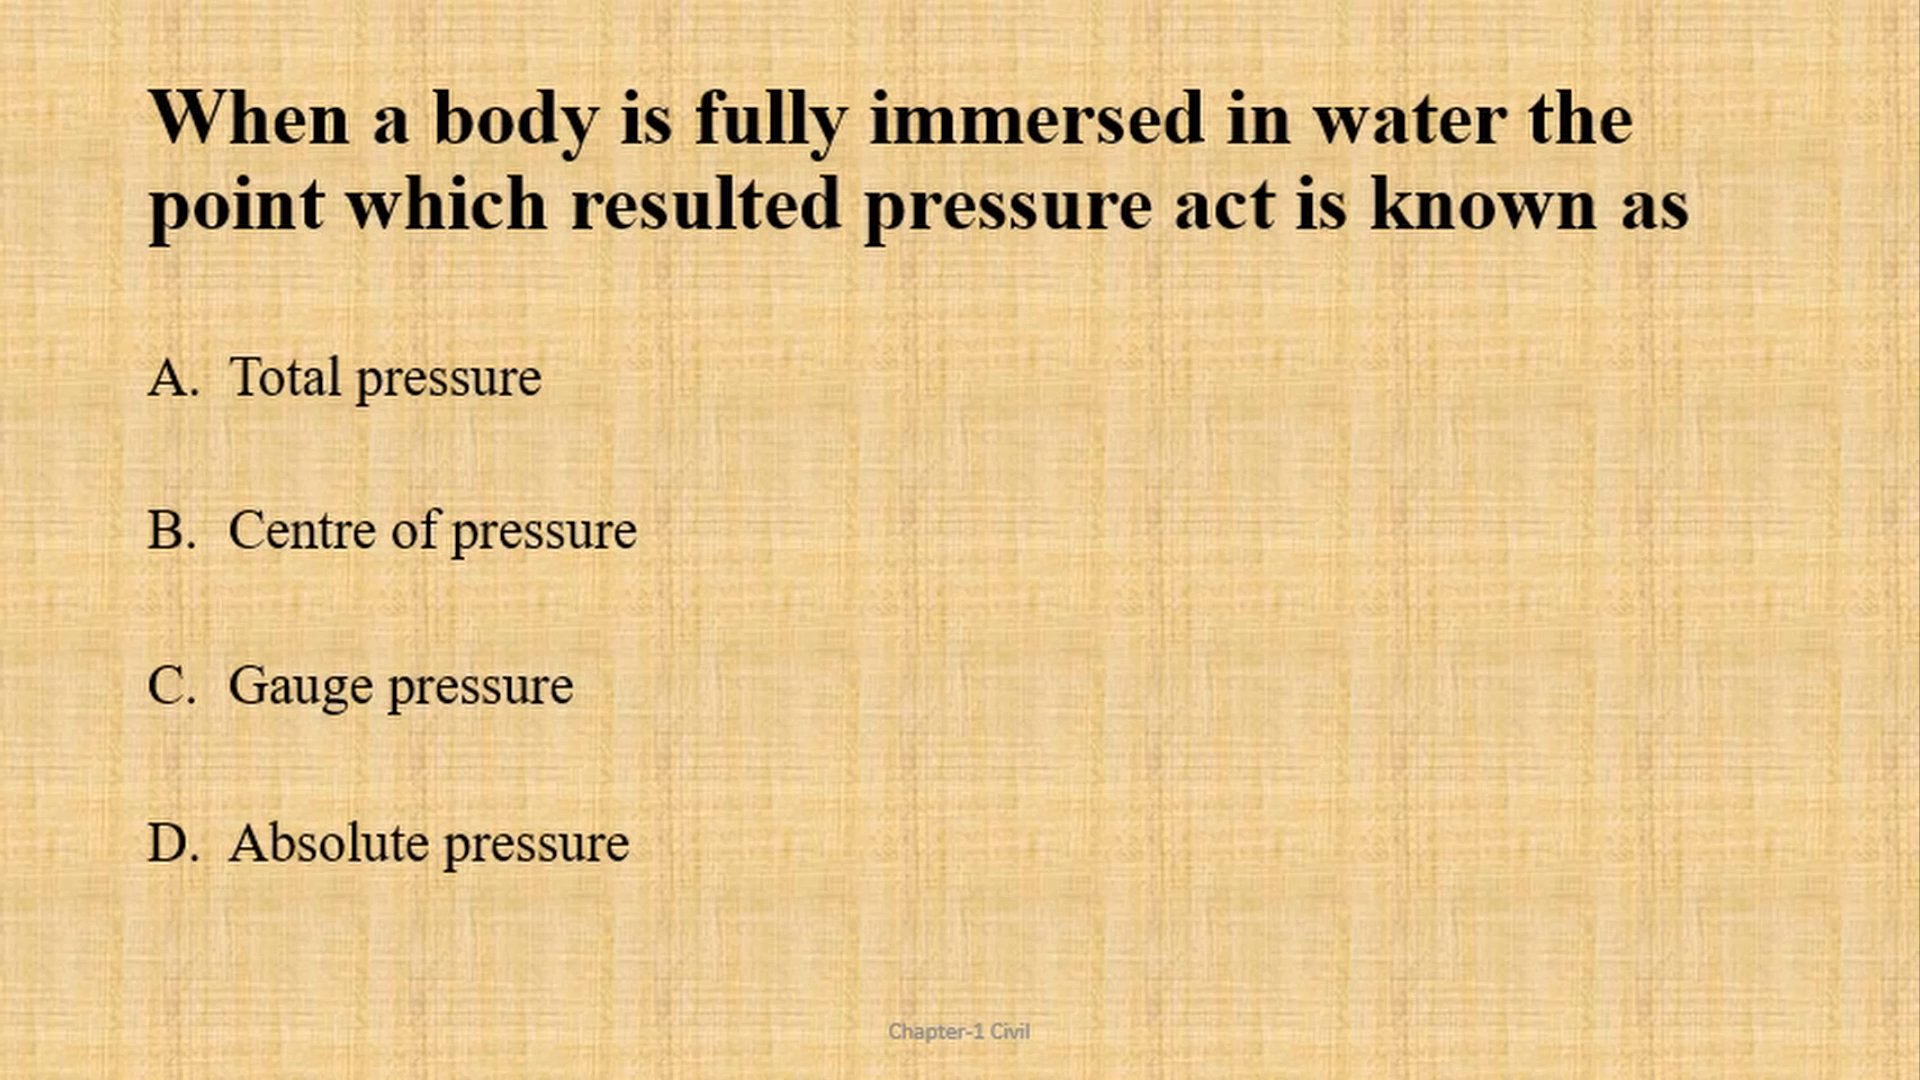 When a body is fully immersed in water the
point which resulted pressure act is known as
A. Total pressure
B. Centre of pressure
C. Gauge pressure
D. Absolute pressure
Chapter-1 Civil